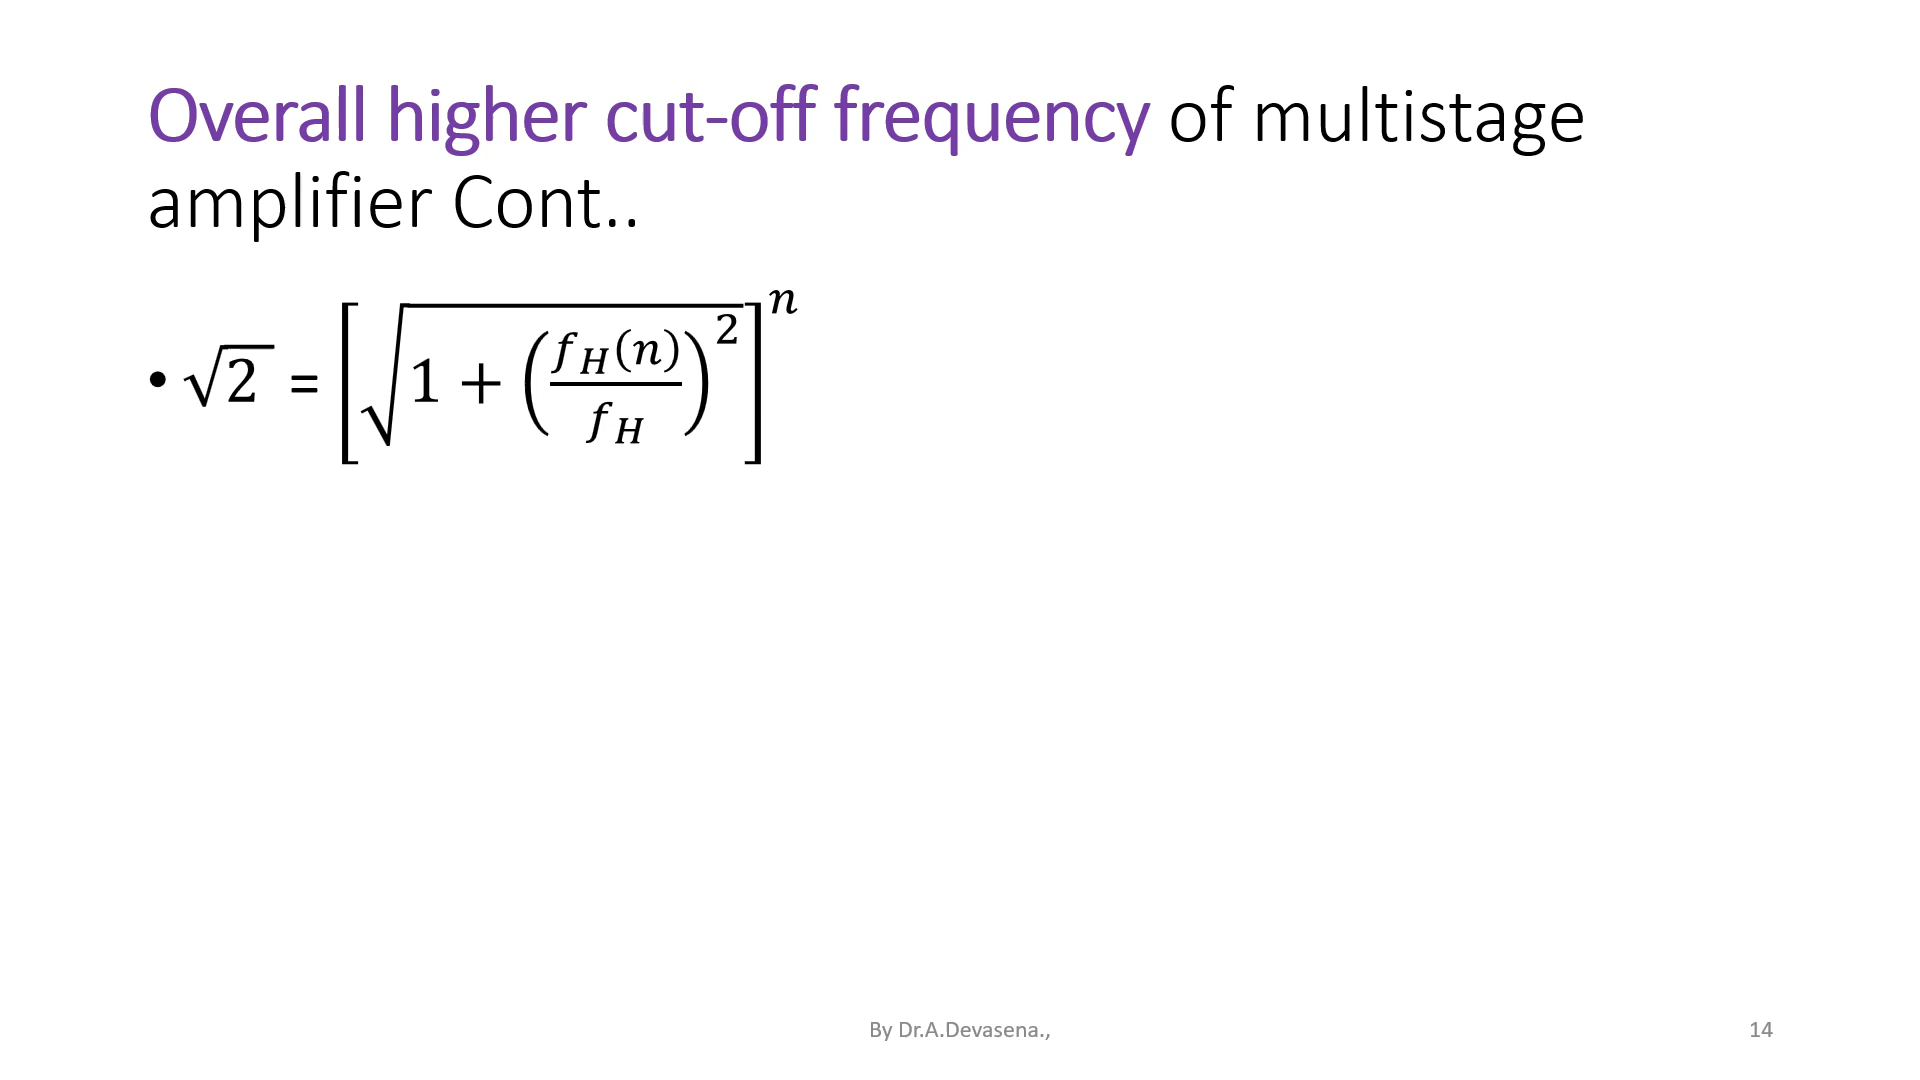 Overall higher cut-off frequency of multistage
amplifier Cont..
• √2 = [√(1 + (f_H(n)/f_H)²)]ⁿ
By Dr.A.Devasena., 14